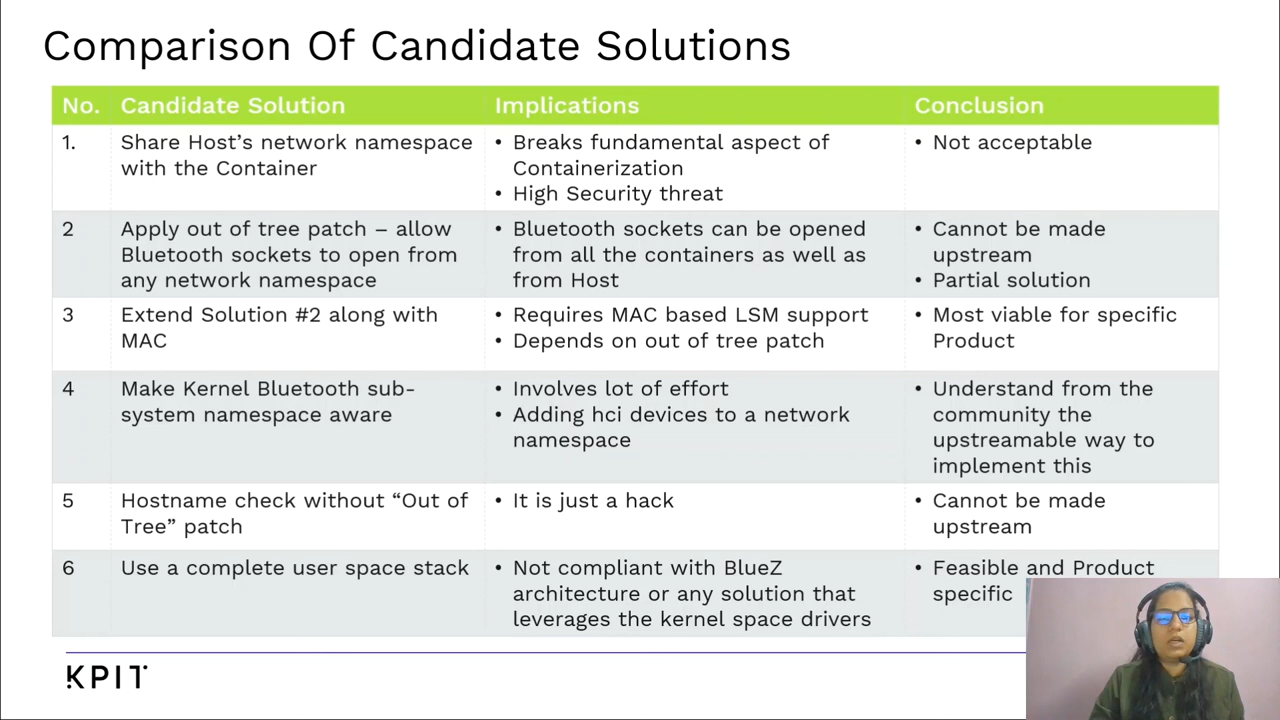 Comparison Of Candidate Solutions
No. Candidate Solution Implications Conclusion
1. Share Host’s network namespace with the Container
• Breaks fundamental aspect of Containerization
• High Security threat
• Not acceptable
2 Apply out of tree patch – allow Bluetooth sockets to open from any network namespace
• Bluetooth sockets can be opened from all the containers as well as from Host
• Cannot be made upstream
• Partial solution
3 Extend Solution #2 along with MAC
• Requires MAC based LSM support
• Depends on out of tree patch
• Most viable for specific Product
4 Make Kernel Bluetooth sub-system namespace aware
• Involves lot of effort
• Adding hci devices to a network namespace
• Understand from the community the upstreamable way to implement this
5 Hostname check without “Out of Tree” patch
• It is just a hack
• Cannot be made upstream
6 Use a complete user space stack
• Not compliant with BlueZ architecture or any solution that leverages the kernel space drivers
• Feasible and Product specific
KPIT